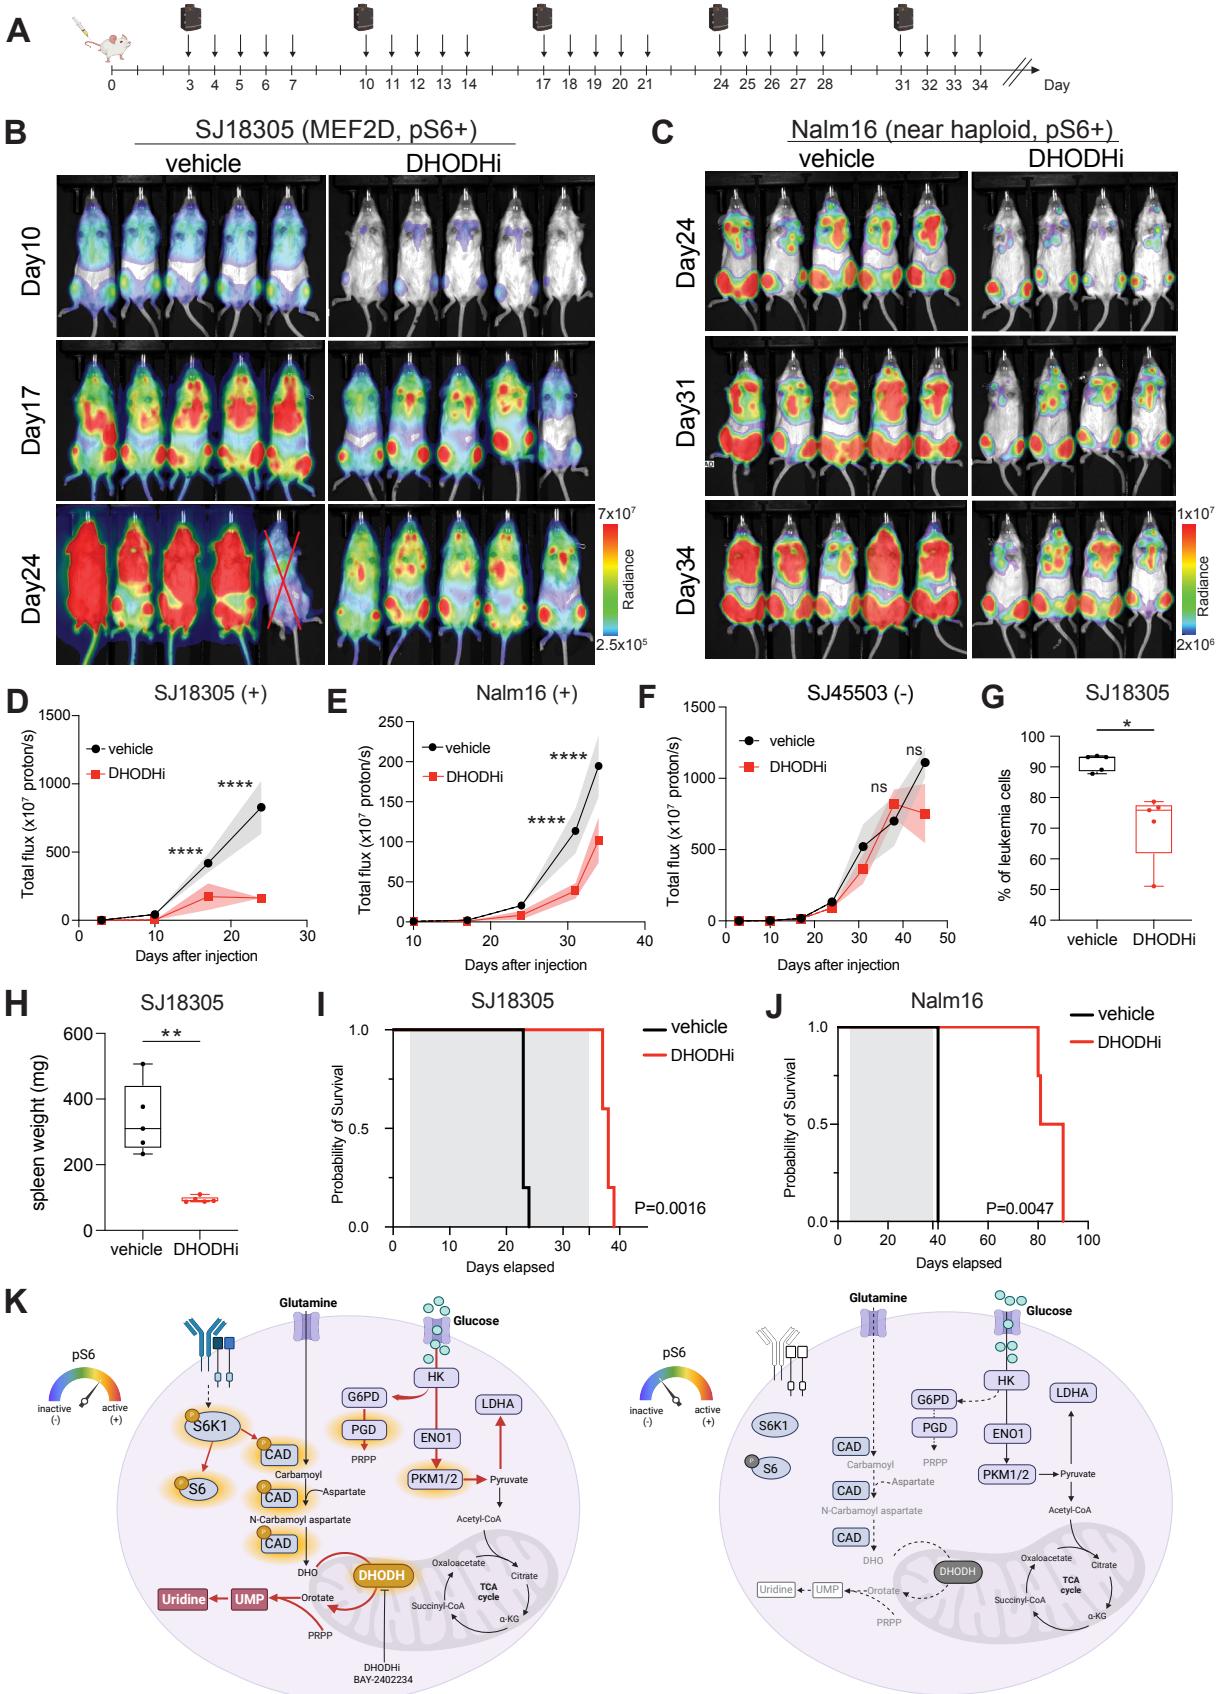 A
0 3 4 5 6 7 10 11 12 13 14 17 18 19 20 21 24 25 26 27 28 31 32 33 34 Day
B
SJ18305 (MEF2D, pS6+)
vehicle DHODHi
Day10
Day17
Day24
7x10⁷
Radiance
2.5x10⁵
C
Nalm16 (near haploid, pS6+)
vehicle DHODHi
Day24
Day31
Day34
1x10⁷
Radiance
2x10⁶
D
SJ18305 (+)
1500
1000
500
0
Total flux (x10⁷ proton/s)
vehicle
DHODHi
****
****
0 10 20 30
Days after injection
E
Nalm16 (+)
250
200
150
100
50
0
Total flux (x10⁷ proton/s)
vehicle
DHODHi
****
****
10 20 30 40
Days after injection
F
SJ45503 (-)
1500
1000
500
0
Total flux (x10⁷ proton/s)
vehicle
DHODHi
ns
ns
0 10 20 30 40 50
Days after injection
G
SJ18305
100
90
80
70
60
50
40
% of leukemia cells
*
vehicle DHODHi
H
SJ18305
600
400
200
0
spleen weight (mg)
**
vehicle DHODHi
I
SJ18305
1.0
0.5
0.0
Probability of Survival
vehicle
DHODHi
P=0.0016
0 10 20 30 40
Days elapsed
J
Nalm16
1.0
0.5
0.0
Probability of Survival
vehicle
DHODHi
P=0.0047
0 20 40 60 80 100
Days elapsed
K
pS6
inactive
(-)
active
(+)
Glutamine
Glucose
HK
G6PD
LDHA
PGD
ENO1
PRPP
PKM1/2
Pyruvate
P
S6K1
P
S6
P
CAD
Carbamoyl
P
CAD
Aspartate
N-Carbamoyl aspartate
P
CAD
DHO
DHODH
Uridine
UMP
Orotate
PRPP
DHODHi
BAY-2402234
Acetyl-CoA
Oxaloacetate
Citrate
TCA
cycle
Succinyl-CoA
α-KG
pS6
inactive
(-)
active
(+)
Glutamine
Glucose
HK
G6PD
LDHA
PGD
ENO1
PRPP
PKM1/2
Pyruvate
S6K1
P
S6
CAD
Carbamoyl
CAD
Aspartate
N-Carbamoyl aspartate
CAD
DHO
DHODH
Uridine
UMP
Orotate
PRPP
Acetyl-CoA
Oxaloacetate
Citrate
TCA
cycle
Succinyl-CoA
α-KG